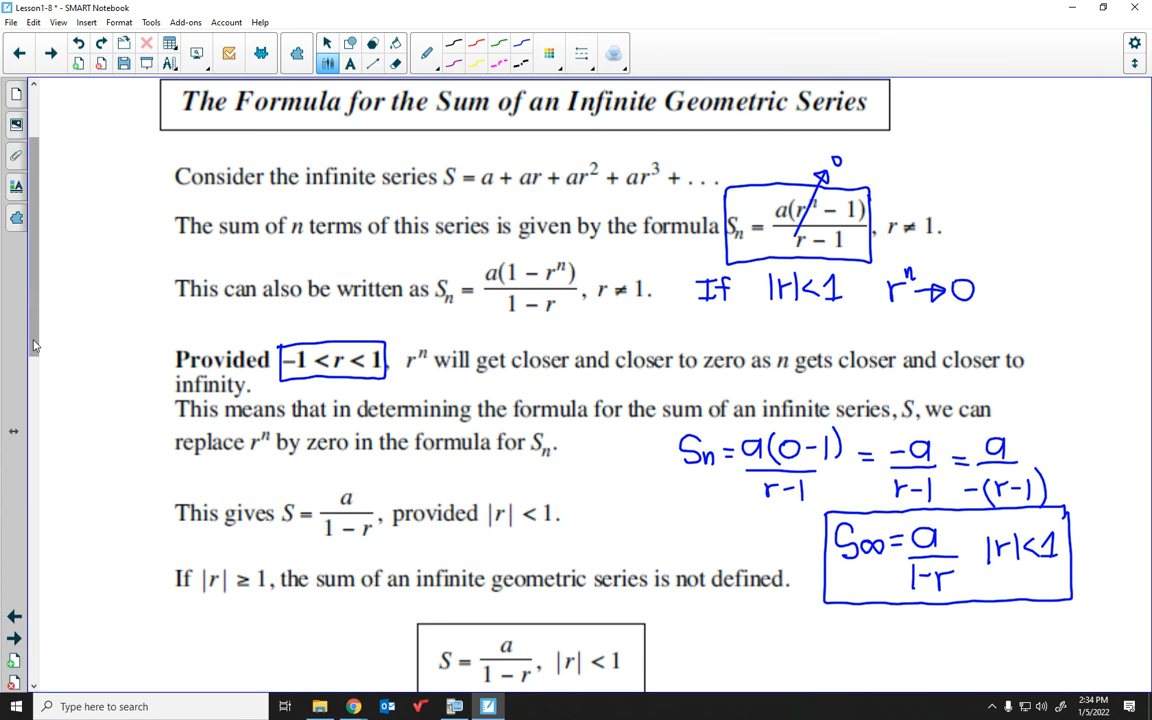 Lesson1-8 * - SMART Notebook
File Edit View Insert Format Tools Add-ons Account Help
The Formula for the Sum of an Infinite Geometric Series
Consider the infinite series S = a + ar + ar² + ar³ + . . .
0
The sum of n terms of this series is given by the formula Sₙ = a(rⁿ − 1) / r − 1, r ≠ 1.
This can also be written as Sₙ = a(1 − rⁿ) / 1 − r, r ≠ 1.
If |r|<1 rⁿ→0
Provided −1 < r < 1, rⁿ will get closer and closer to zero as n gets closer and closer to
infinity.
This means that in determining the formula for the sum of an infinite series, S, we can
replace rⁿ by zero in the formula for Sₙ.
Sn = a(0-1) / r-1 = -a / r-1 = a / -(r-1)
This gives S = a / 1 − r, provided |r| < 1.
S∞ = a / 1-r |r|<1
If |r| ≥ 1, the sum of an infinite geometric series is not defined.
S = a / 1 − r, |r| < 1
Type here to search
2:34 PM
1/5/2022